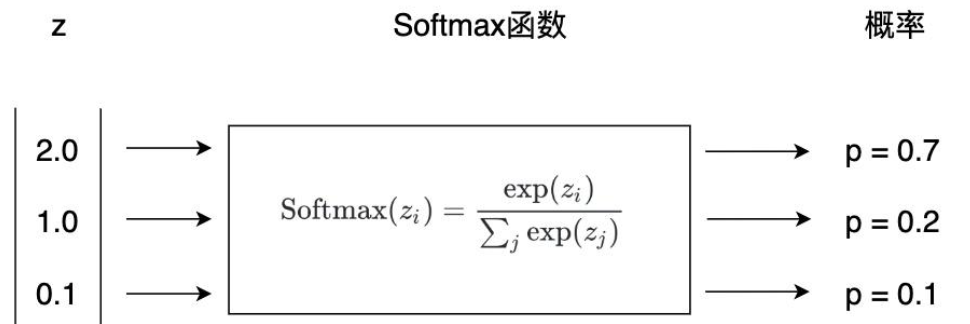 z Softmax函数 概率
2.0 p = 0.7
Softmax(z_i) = exp(z_i) / ∑_j exp(z_j)
1.0 p = 0.2
0.1 p = 0.1